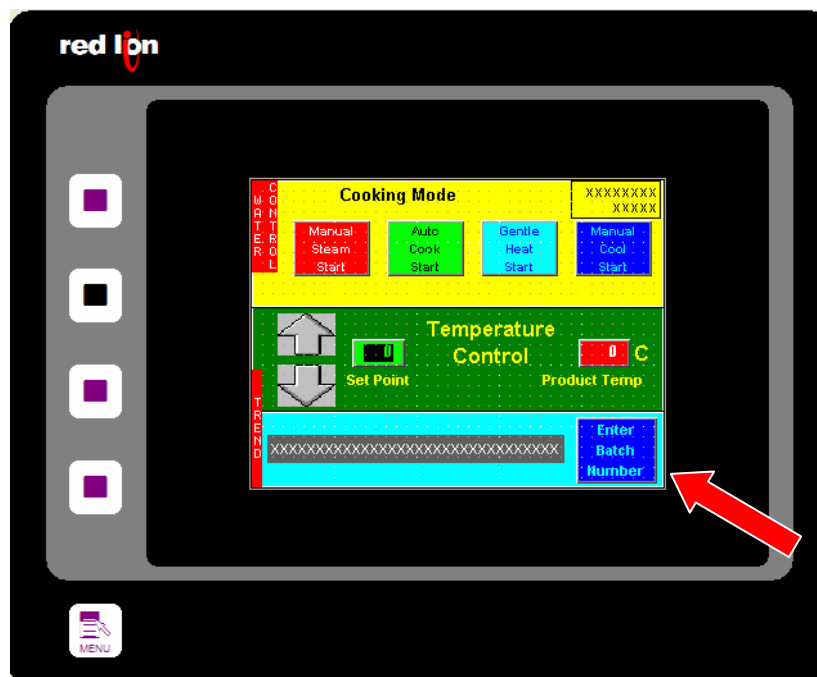 red lion
WATER
CONTROL
Cooking Mode
XXXXXXXX
XXXXX
Manual
Steam
Start
Auto
Cook
Start
Gentle
Heat
Start
Manual
Cool
Start
Temperature
Control
0
Set Point
0 C
Product Temp
TREND
XXXXXXXXXXXXXXXXXXXXXXXXXXXXXXXX
Enter
Batch
Number
MENU